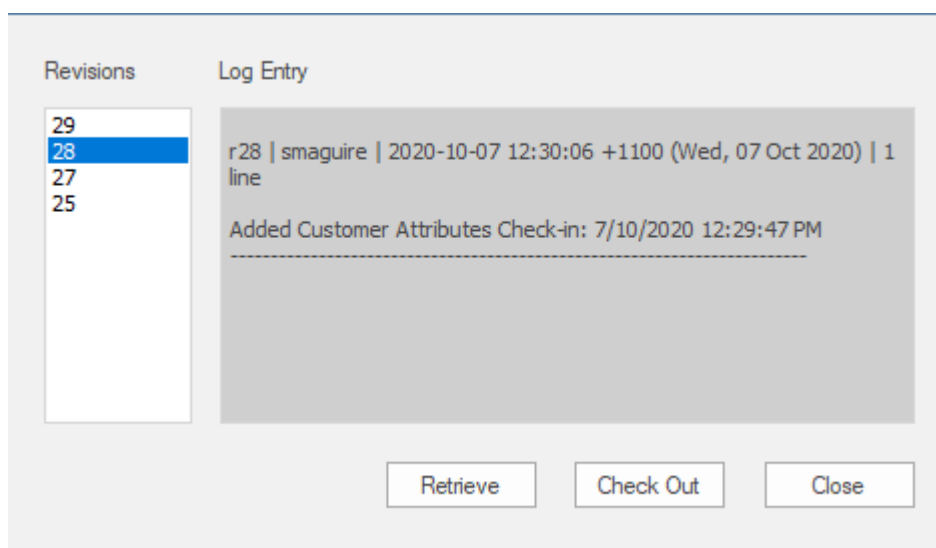 Revisions
Log Entry
29
28
27
25
r28 | smaguire | 2020-10-07 12:30:06 +1100 (Wed, 07 Oct 2020) | 1
line
Added Customer Attributes Check-in: 7/10/2020 12:29:47 PM
------------------------------------------------------------------------
Retrieve
Check Out
Close